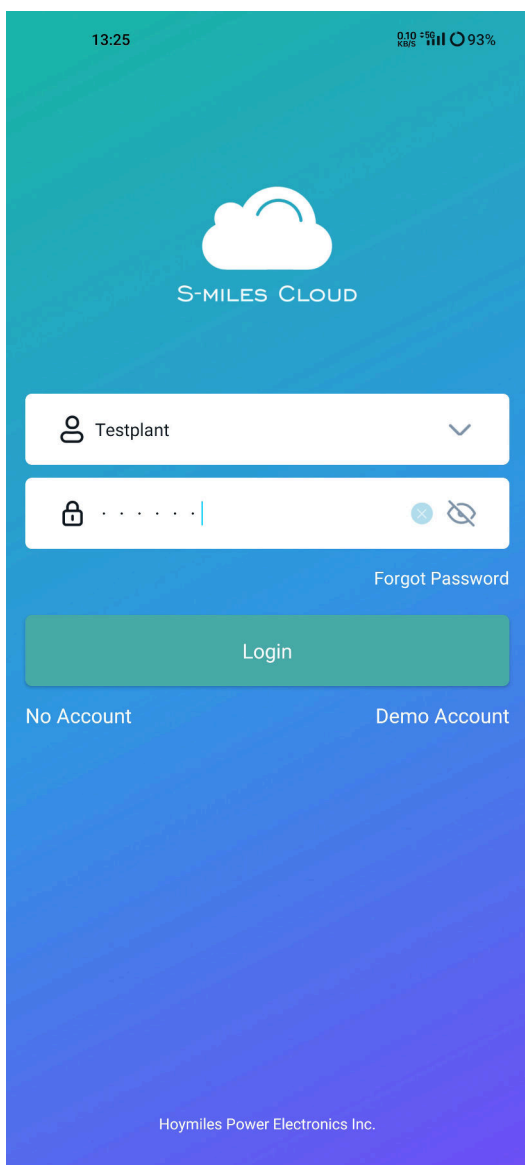 13:25
0.10 KB/S 5G 93%
S-MILES CLOUD
Testplant
Forgot Password
Login
No Account
Demo Account
Hoymiles Power Electronics Inc.